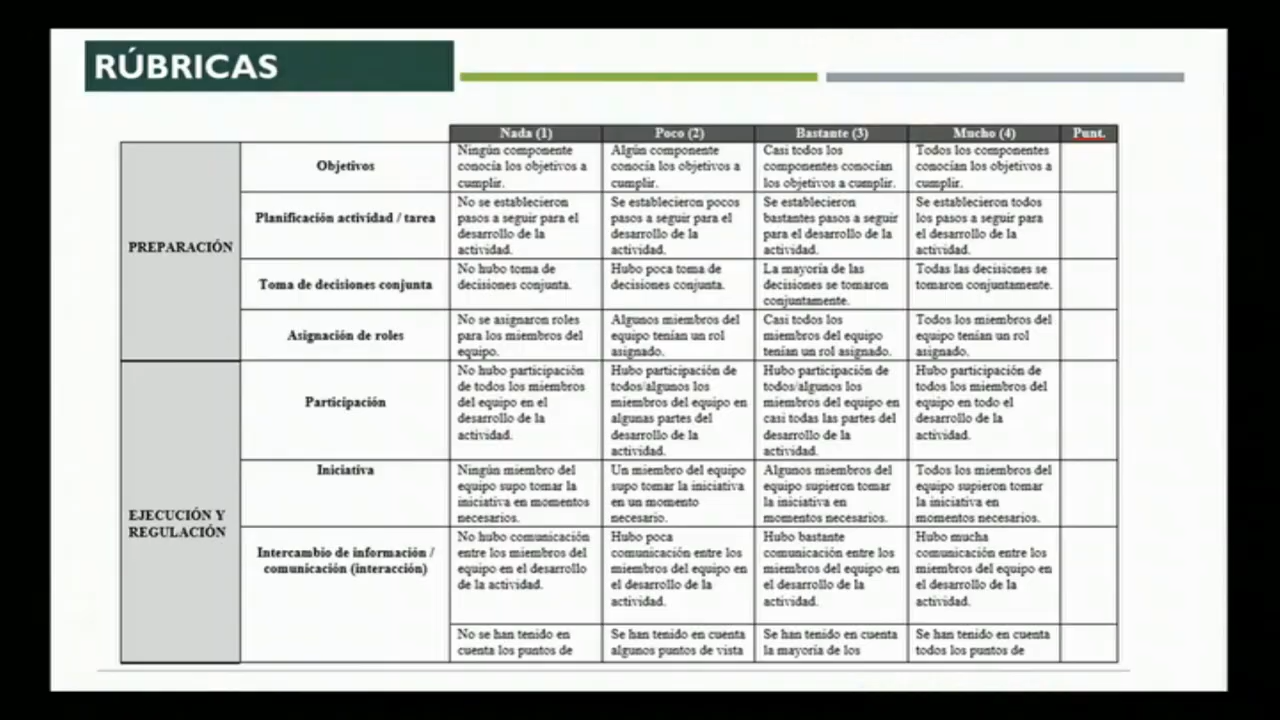 RÚBRICAS
Nada (1) Poco (2) Bastante (3) Mucho (4) Punt.
PREPARACIÓN
Objetivos
Ningún componente
conocía los objetivos a
cumplir.
Algún componente
conocía los objetivos a
cumplir.
Casi todos los
componentes conocían
los objetivos a cumplir.
Todos los componentes
conocían los objetivos a
cumplir.
Planificación actividad / tarea
No se establecieron
pasos a seguir para el
desarrollo de la
actividad.
Se establecieron pocos
pasos a seguir para el
desarrollo de la
actividad.
Se establecieron
bastantes pasos a seguir
para el desarrollo de la
actividad.
Se establecieron todos
los pasos a seguir para
el desarrollo de la
actividad.
Toma de decisiones conjunta
No hubo toma de
decisiones conjunta.
Hubo poca toma de
decisiones conjunta.
La mayoría de las
decisiones se tomaron
conjuntamente.
Todas las decisiones se
tomaron conjuntamente.
Asignación de roles
No se asignaron roles
para los miembros del
equipo.
Algunos miembros del
equipo tenían un rol
asignado.
Casi todos los
miembros del equipo
tenían un rol asignado.
Todos los miembros del
equipo tenían un rol
asignado.
EJECUCIÓN Y
REGULACIÓN
Participación
No hubo participación
de todos los miembros
del equipo en el
desarrollo de la
actividad.
Hubo participación de
todos/algunos los
miembros del equipo en
algunas partes del
desarrollo de la
actividad.
Hubo participación de
todos/algunos los
miembros del equipo en
casi todas las partes del
desarrollo de la
actividad.
Hubo participación de
todos los miembros del
equipo en todo el
desarrollo de la
actividad.
Iniciativa
Ningún miembro del
equipo supo tomar la
iniciativa en momentos
necesarios.
Un miembro del equipo
supo tomar la iniciativa
en un momento
necesario.
Algunos miembros del
equipo supieron tomar
la iniciativa en
momentos necesarios.
Todos los miembros del
equipo supieron tomar
la iniciativa en
momentos necesarios.
Intercambio de información /
comunicación (interacción)
No hubo comunicación
entre los miembros del
equipo en el desarrollo
de la actividad.
Hubo poca
comunicación entre los
miembros del equipo en
el desarrollo de la
actividad.
Hubo bastante
comunicación entre los
miembros del equipo en
el desarrollo de la
actividad.
Hubo mucha
comunicación entre los
miembros del equipo en
el desarrollo de la
actividad.
No se han tenido en
cuenta los puntos de
Se han tenido en cuenta
algunos puntos de vista
Se han tenido en cuenta
la mayoría de los
Se han tenido en cuenta
todos los puntos de